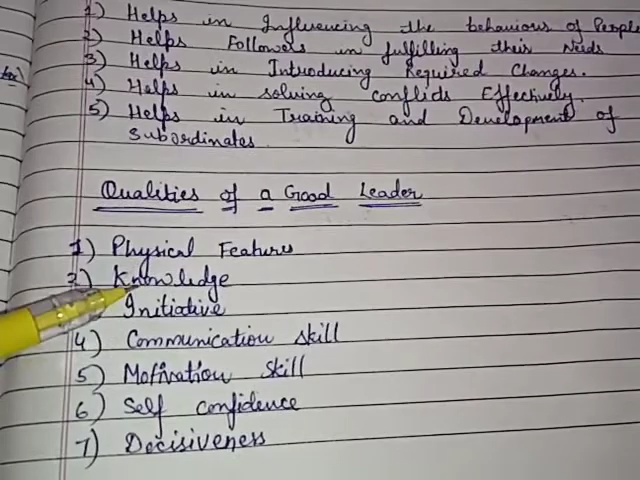 1) Helps in Influencing the behaviour of People
2) Helps Followers in fulfilling their Needs
3) Helps in Introducing Required Changes.
4) Helps in solving conflids Effectively.
5) Helps in Training and Development of
Subordinates.
Qualities of a Good Leader
1) Physical Features
2) Knowledge
Initiative
4) Communication skill
5) Motivation skill
6) Self confidence
7) Decisiveness